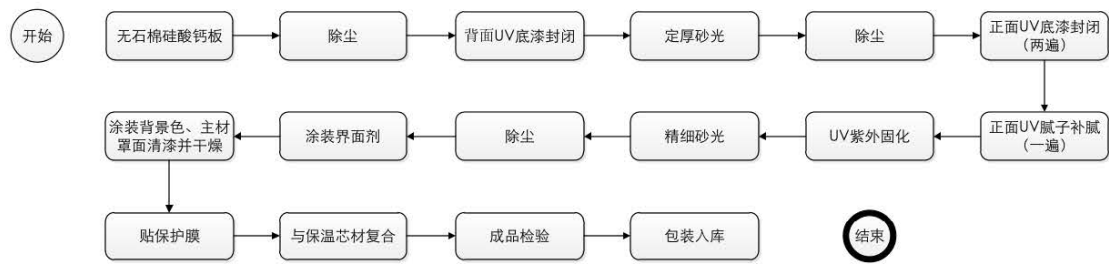 开始
无石棉硅酸钙板
除尘
背面UV底漆封闭
定厚砂光
除尘
正面UV底漆封闭
（两遍）
正面UV腻子补腻
（一遍）
UV紫外固化
精细砂光
除尘
涂装界面剂
涂装背景色、主材
罩面清漆并干燥
贴保护膜
与保温芯材复合
成品检验
包装入库
结束